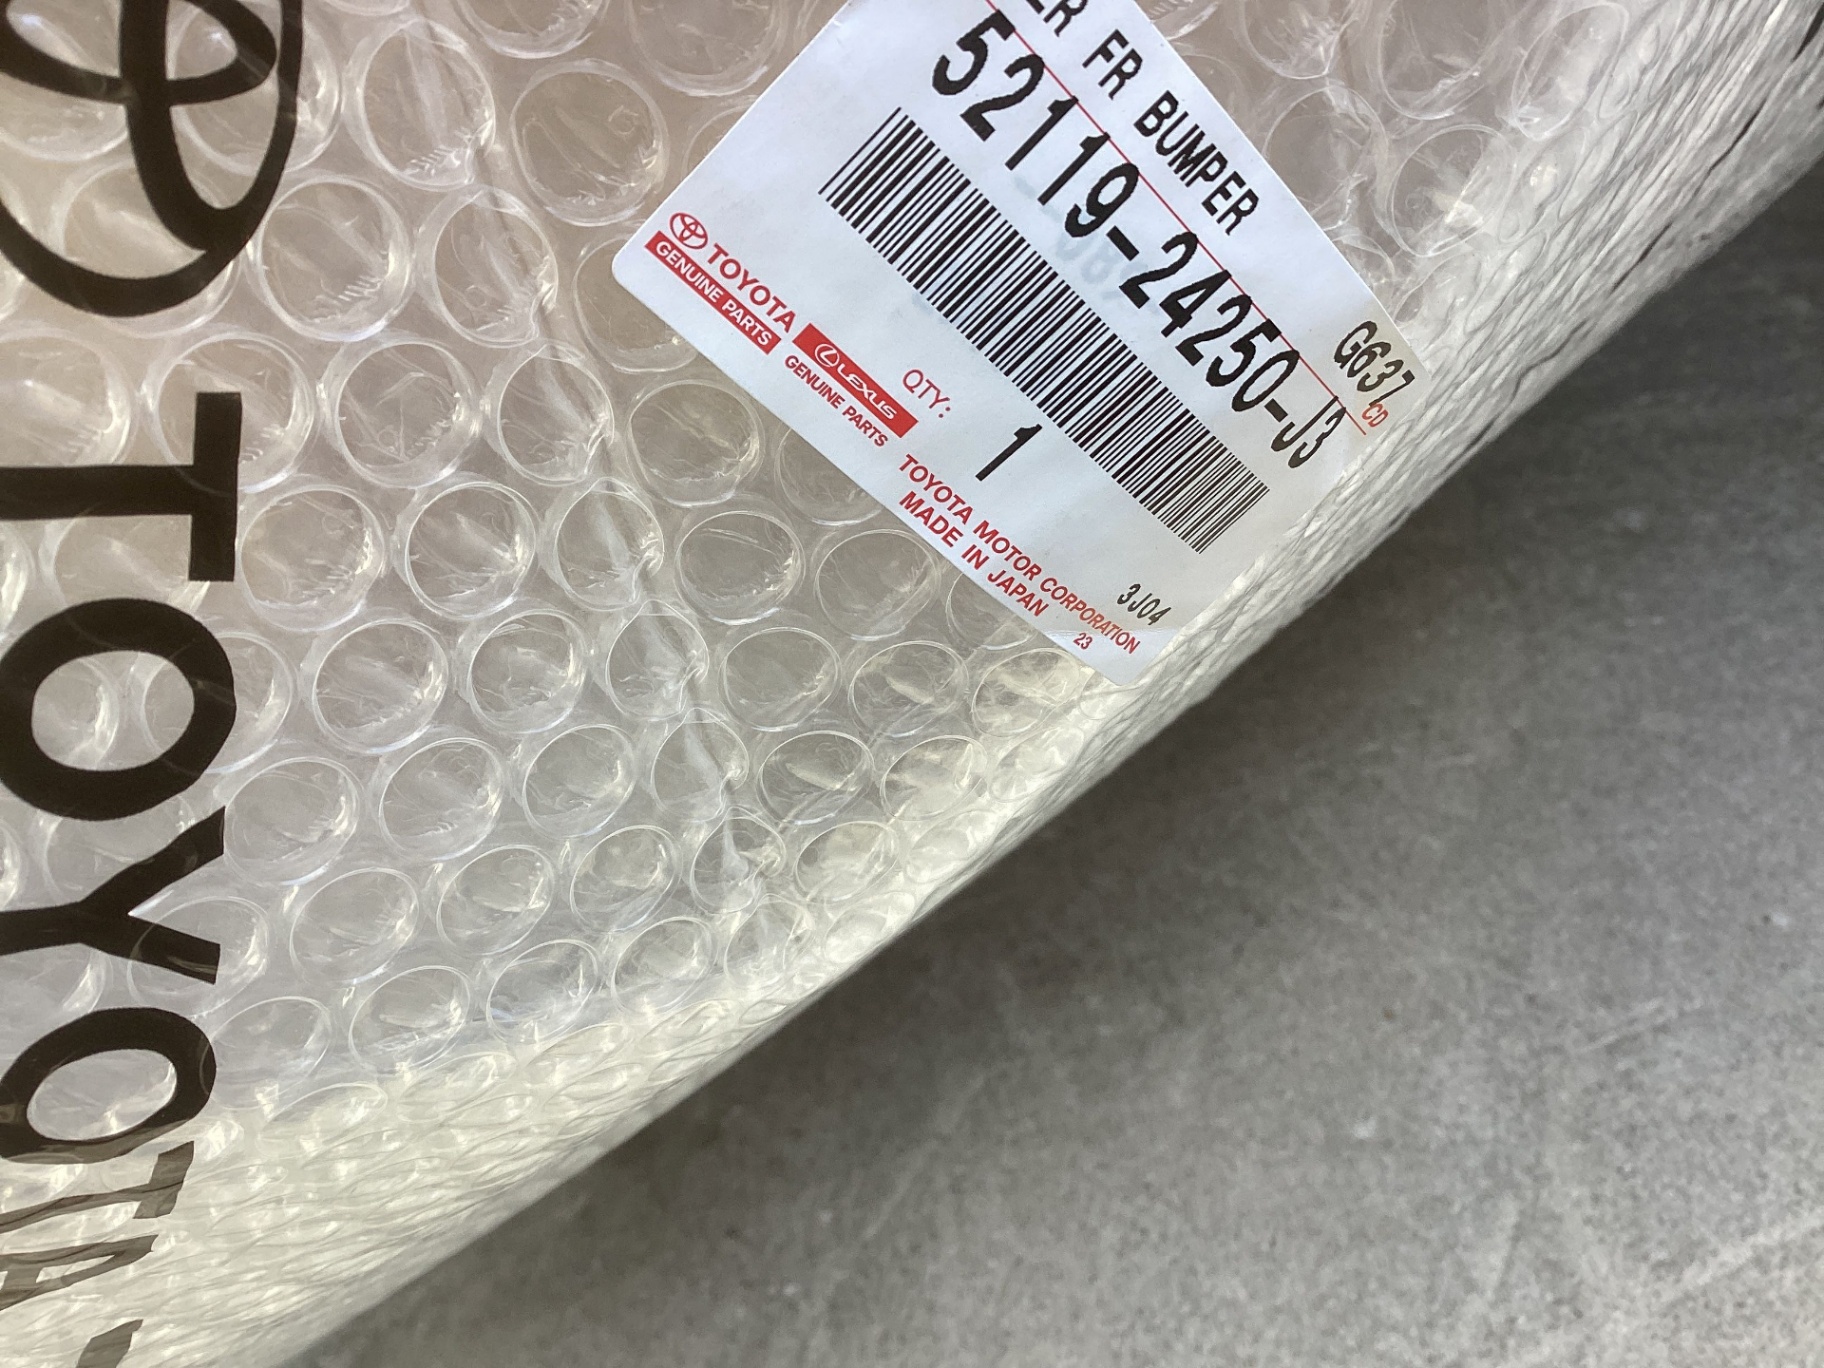 FR BUMPER
52119-24250-J3
G637
CD
TOYOTA
GENUINE PARTS
LEXUS
GENUINE PARTS
QTY:
1
TOYOTA MOTOR CORPORATION
MADE IN JAPAN
23
3J04
TOYOTA